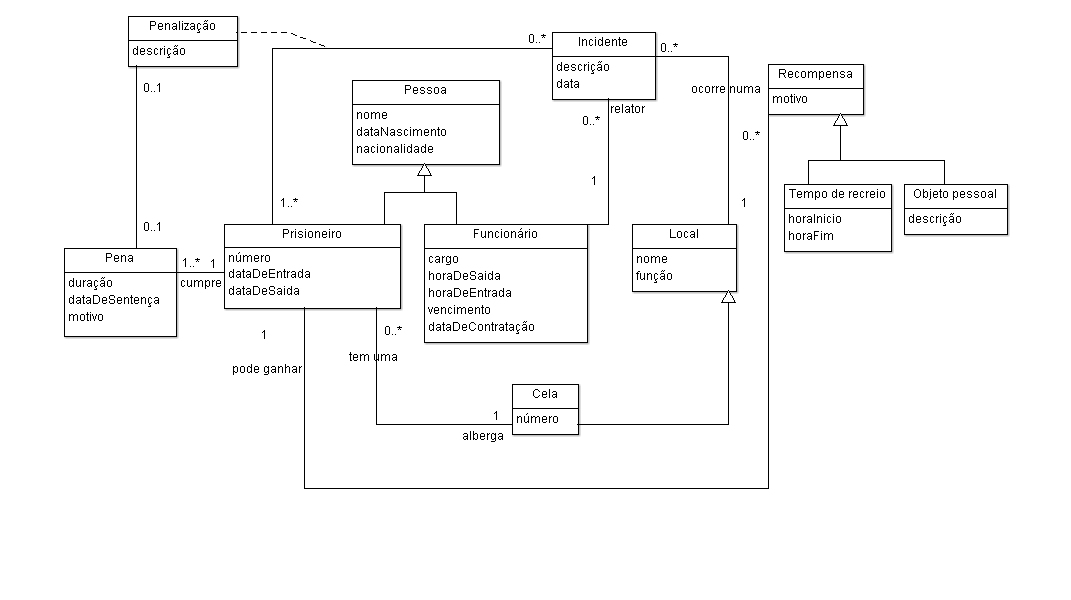 Penalização
descrição
0..1
0..1
0..*
Incidente
descrição
data
0..*
ocorre numa
1
relator
0..*
1
Recompensa
motivo
0..*
Tempo de recreio
horaInicio
horaFim
Objeto pessoal
descrição
Pessoa
nome
dataNascimento
nacionalidade
1..*
Pena
duração
dataDeSentença
motivo
1..*
1
cumpre
Prisioneiro
número
dataDeEntrada
dataDeSaida
Funcionário
cargo
horaDeSaida
horaDeEntrada
vencimento
dataDeContratação
Local
nome
função
1
pode ganhar
0..*
tem uma
1
alberga
Cela
número